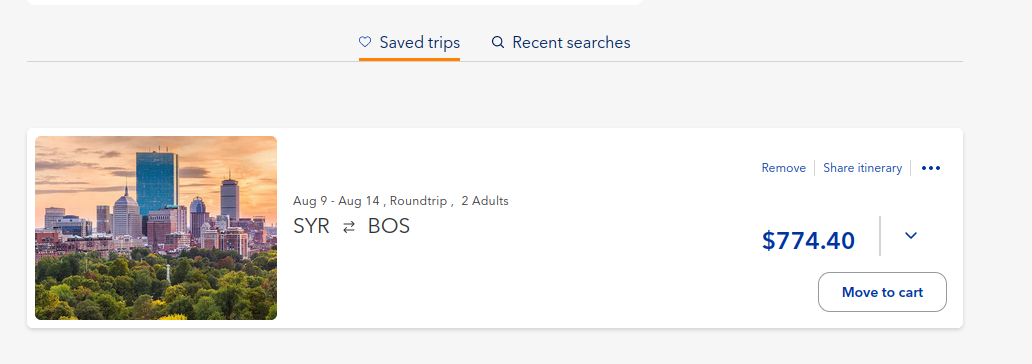 Saved trips Recent searches
Remove Share itinerary
Aug 9 - Aug 14 , Roundtrip , 2 Adults
SYR ⇄ BOS
$774.40
Move to cart